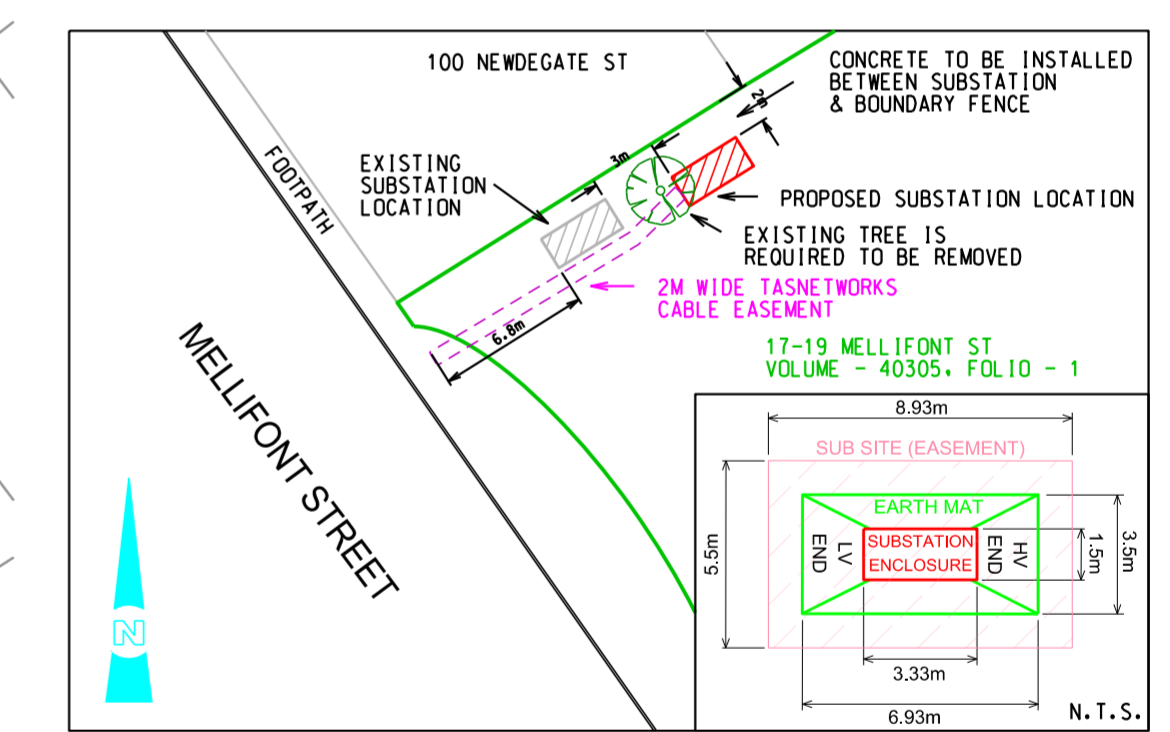 100 NEWDEGATE ST
CONCRETE TO BE INSTALLED
BETWEEN SUBSTATION
& BOUNDARY FENCE
2m
3m
FOOTPATH
EXISTING
SUBSTATION
LOCATION
PROPOSED SUBSTATION LOCATION
EXISTING TREE IS
REQUIRED TO BE REMOVED
2M WIDE TASNETWORKS
CABLE EASEMENT
6.8m
17-19 MELLIFONT ST
VOLUME - 40305. FOLIO - 1
MELLIFONT STREET
N
8.93m
SUB SITE (EASEMENT)
EARTH MAT
SUBSTATION
ENCLOSURE
LV
END
HV
END
5.5m
1.5m
3.5m
3.33m
6.93m
N.T.S.